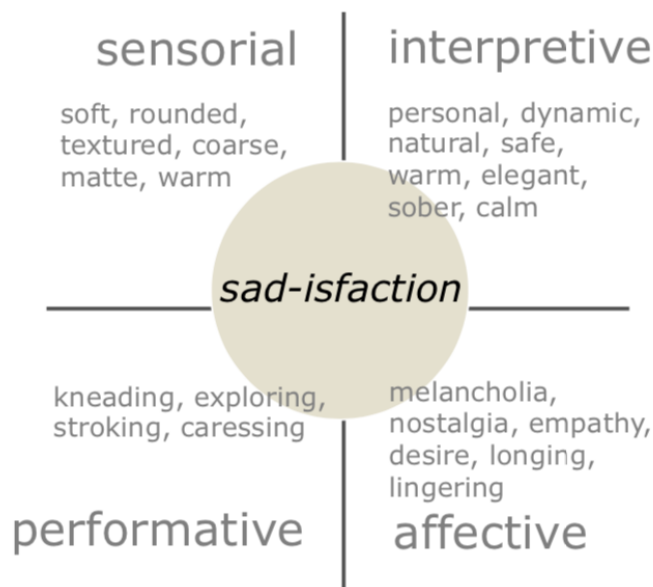 sensorial
soft, rounded,
textured, coarse,
matte, warm
interpretive
personal, dynamic,
natural, safe,
warm, elegant,
sober, calm
sad-isfaction
kneading, exploring,
stroking, caressing
performative
melancholia,
nostalgia, empathy,
desire, longing,
lingering
affective